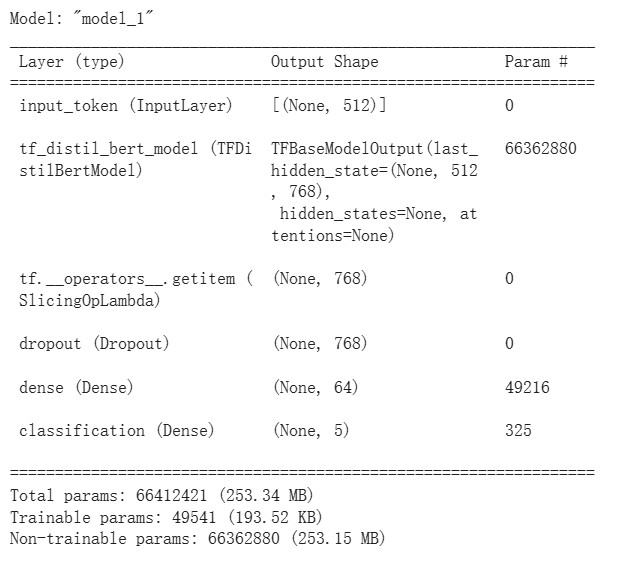 Model: "model_1"
_________________________________________________________________
Layer (type) Output Shape Param #
=================================================================
input_token (InputLayer) [(None, 512)] 0
tf_distil_bert_model (TFDi TFBaseModelOutput(last_ 66362880
stilBertModel) hidden_state=(None, 512
, 768),
hidden_states=None, at
tentions=None)
tf.__operators__.getitem ( (None, 768) 0
SlicingOpLambda)
dropout (Dropout) (None, 768) 0
dense (Dense) (None, 64) 49216
classification (Dense) (None, 5) 325
=================================================================
Total params: 66412421 (253.34 MB)
Trainable params: 49541 (193.52 KB)
Non-trainable params: 66362880 (253.15 MB)